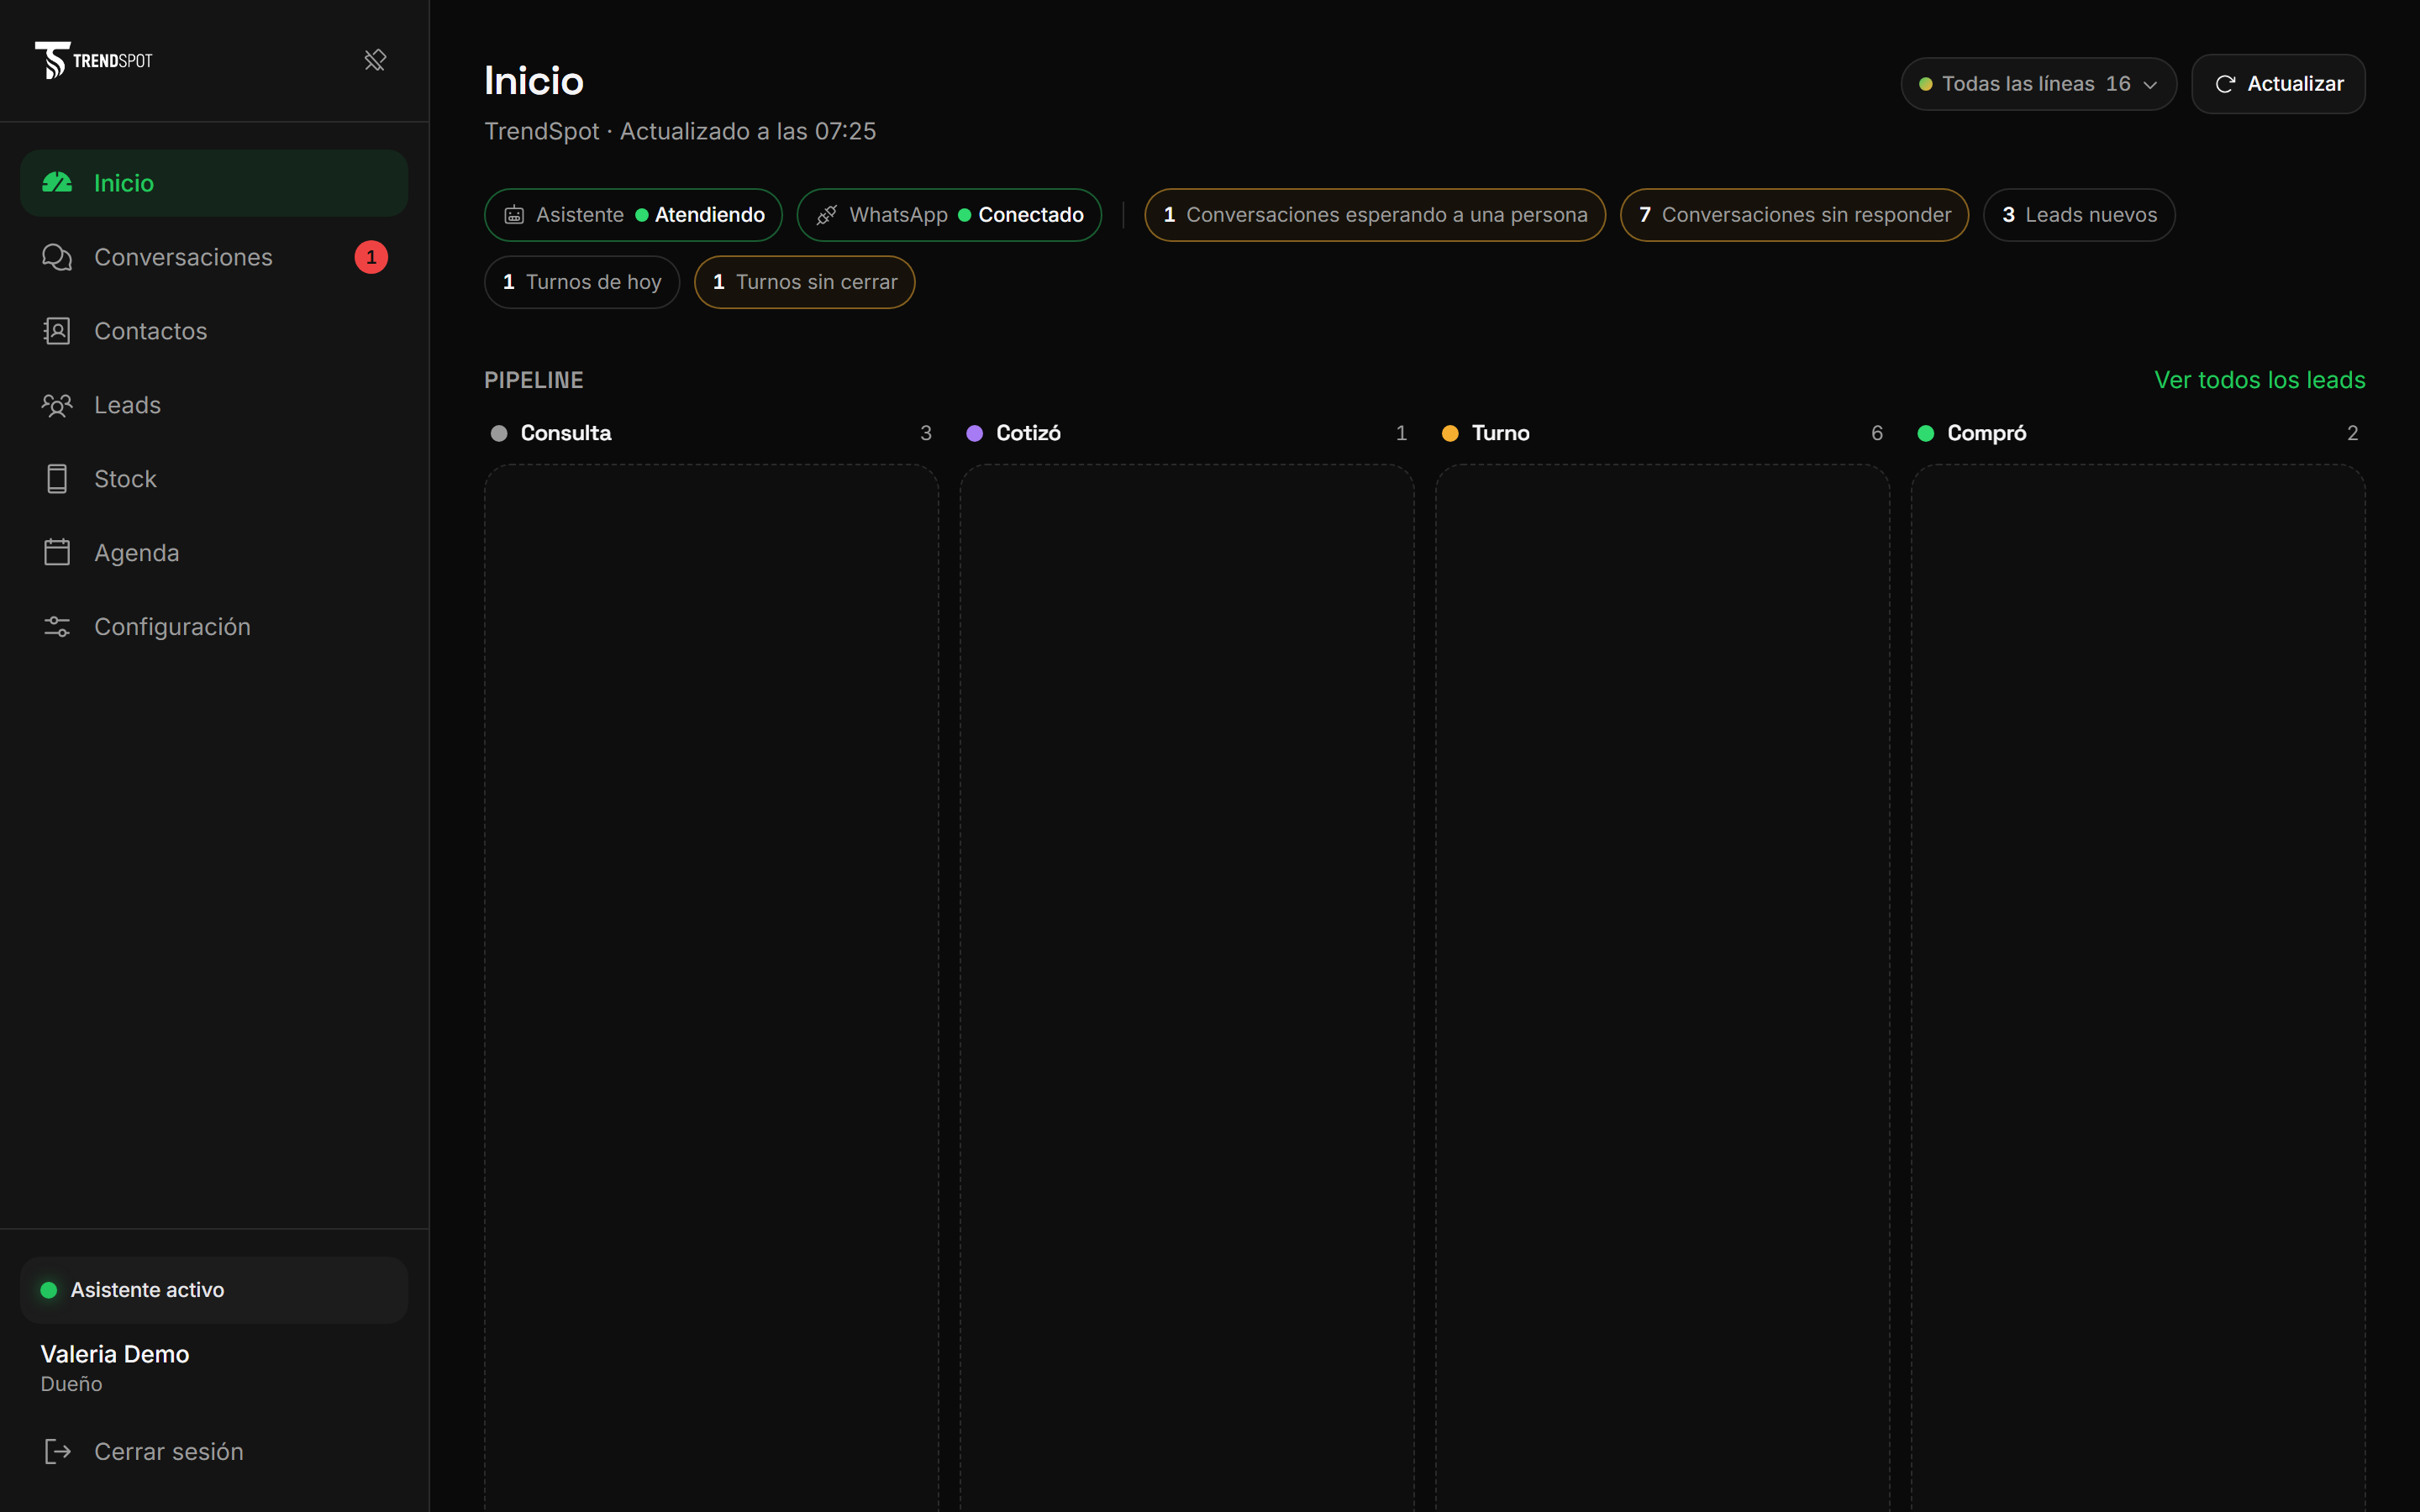 TRENDSPOT
Inicio
Conversaciones 1
Contactos
Leads
Stock
Agenda
Configuración
Asistente activo
Valeria Demo
Dueño
Cerrar sesión
Inicio
TrendSpot · Actualizado a las 07:25
Todas las líneas 16
Actualizar
Asistente Atendiendo WhatsApp Conectado 1 Conversaciones esperando a una persona 7 Conversaciones sin responder 3 Leads nuevos
1 Turnos de hoy 1 Turnos sin cerrar
PIPELINE Ver todos los leads
Consulta 3 Cotizó 1 Turno 6 Compró 2